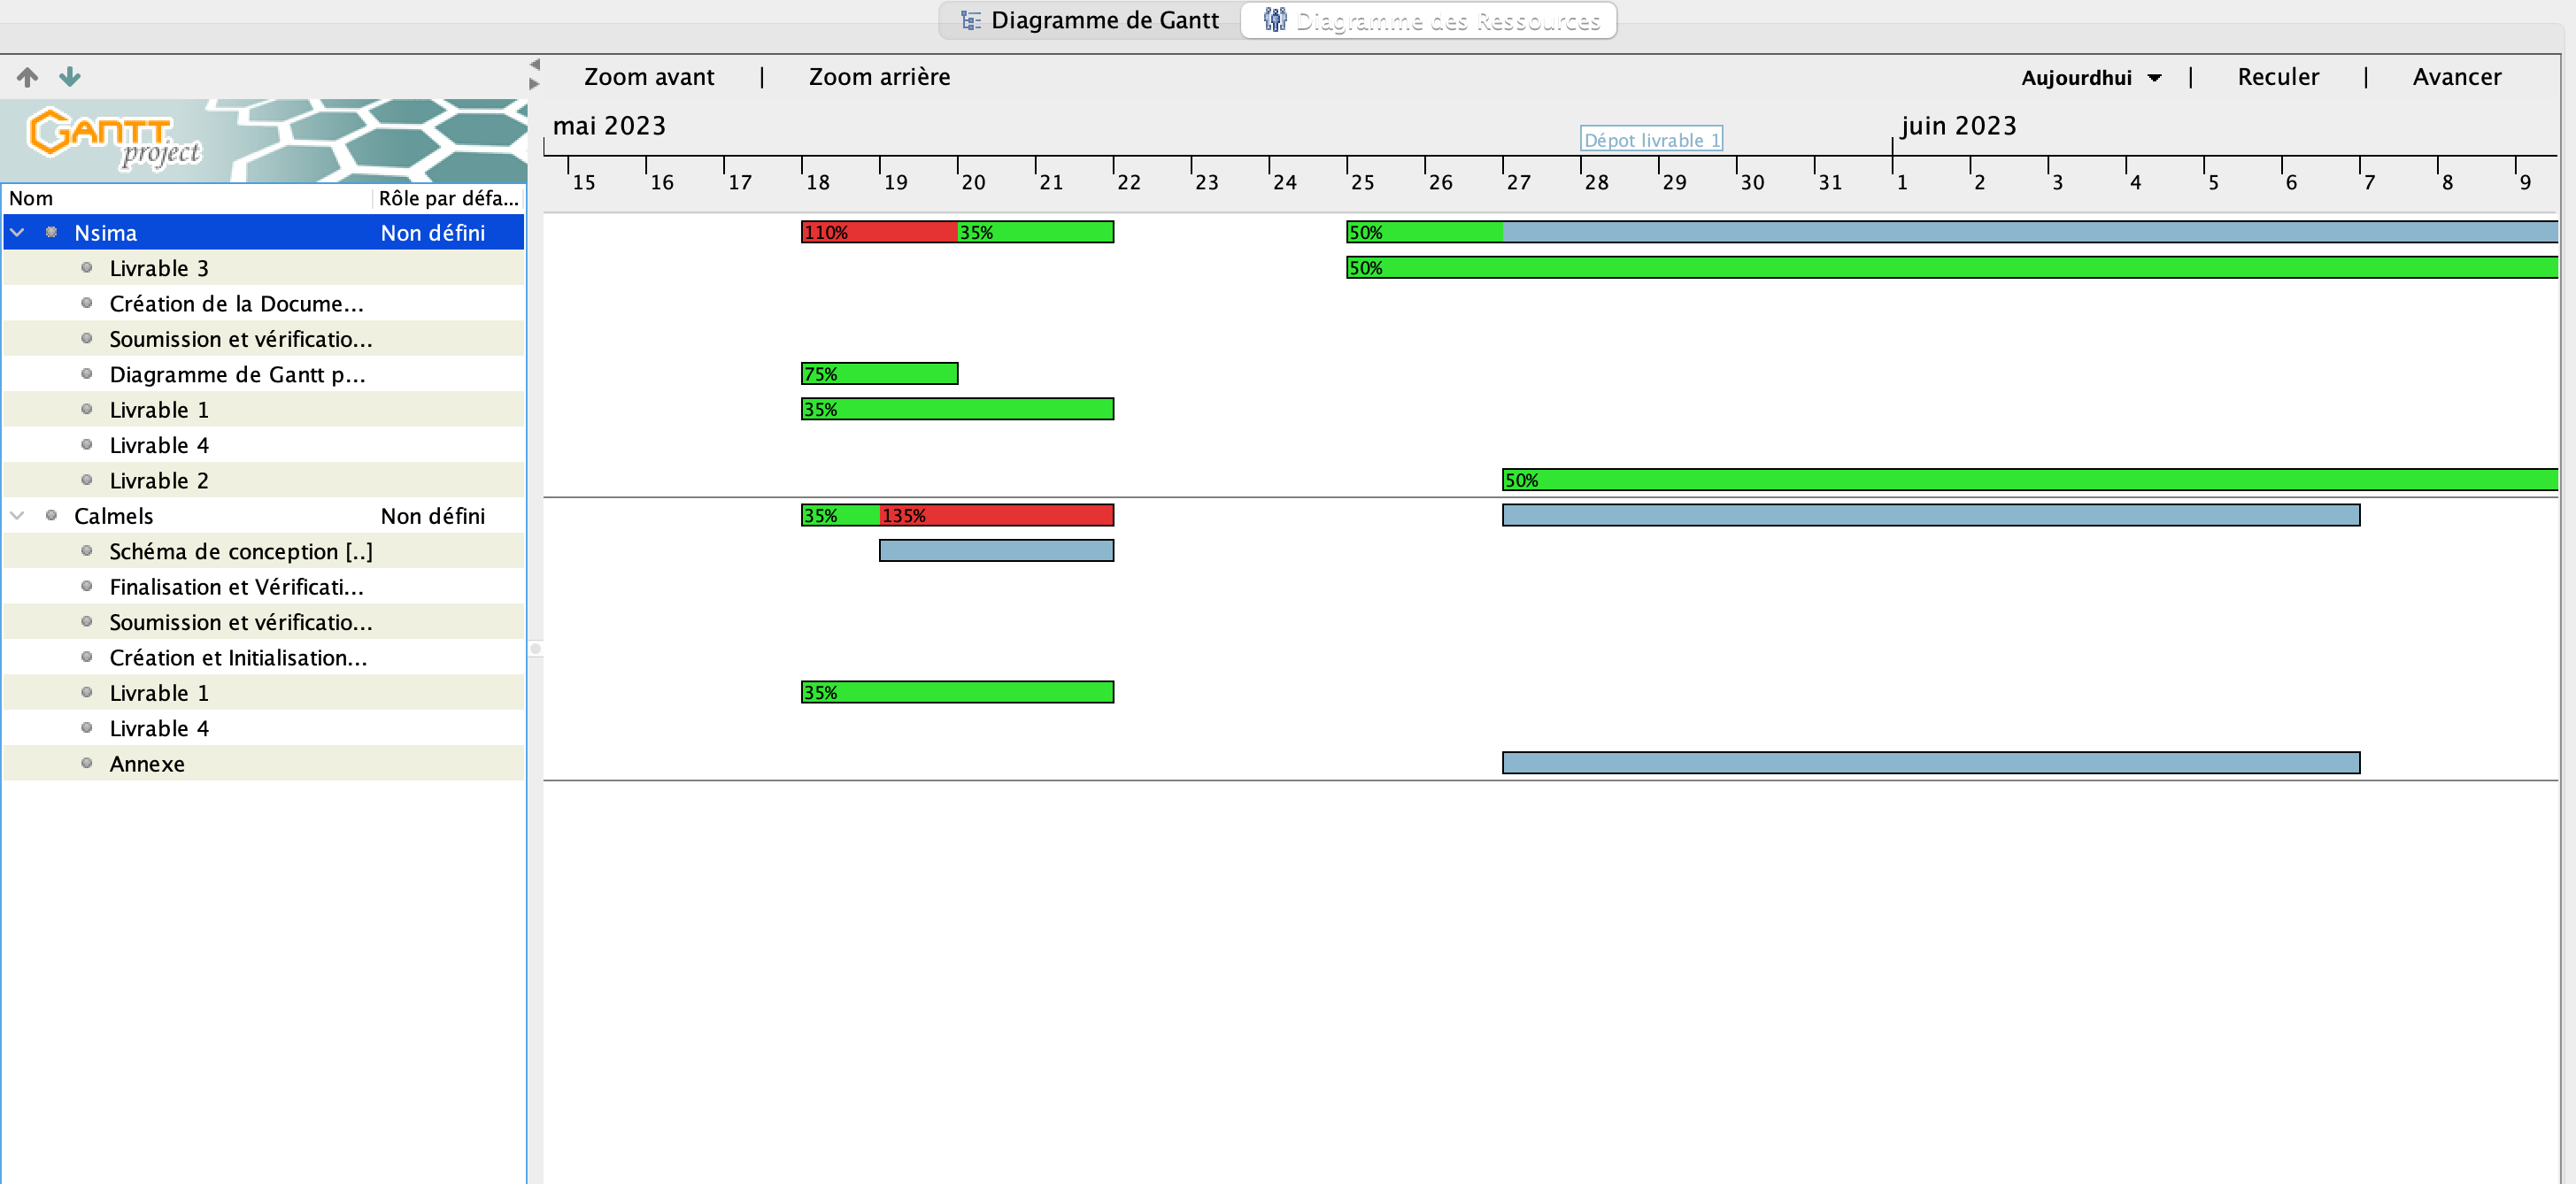 Diagramme de Gantt
Diagramme des Ressources
Zoom avant | Zoom arrière
Aujourdhui | Reculer | Avancer
GANTT
project
mai 2023
Dépot livrable 1
juin 2023
15 16 17 18 19 20 21 22 23 24 25 26 27 28 29 30 31 1 2 3 4 5 6 7 8 9
Nom Rôle par défa...
Nsima Non défini 110% 35% 50%
Livrable 3 50%
Création de la Docume...
Soumission et vérificatio...
Diagramme de Gantt p... 75%
Livrable 1 35%
Livrable 4
Livrable 2 50%
Calmels Non défini 35% 135%
Schéma de conception [..]
Finalisation et Vérificati...
Soumission et vérificatio...
Création et Initialisation...
Livrable 1 35%
Livrable 4
Annexe